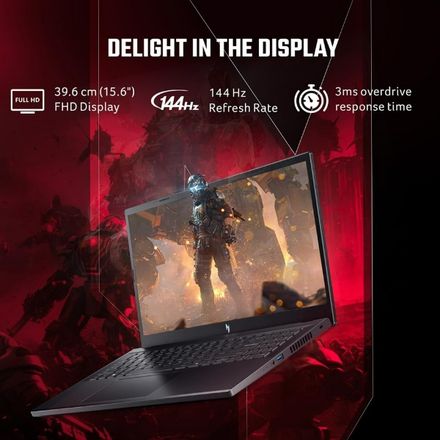 DELIGHT IN THE DISPLAY
FULL HD
39.6 cm (15.6")
FHD Display
144Hz
144 Hz
Refresh Rate
3ms overdrive
response time